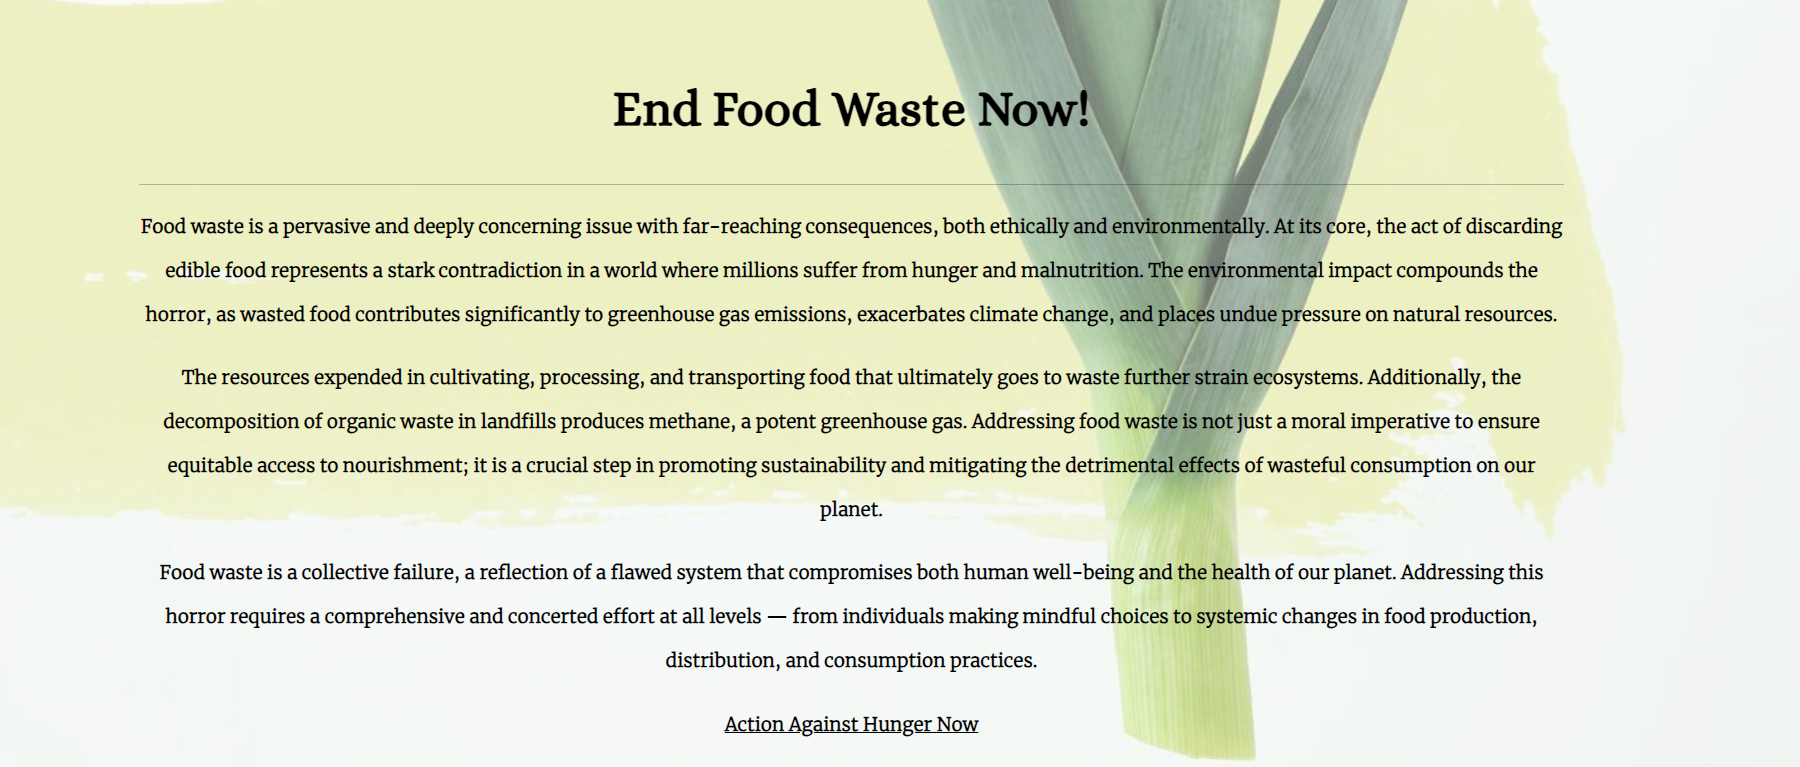 End Food Waste Now!
Food waste is a pervasive and deeply concerning issue with far-reaching consequences, both ethically and environmentally. At its core, the act of discarding
edible food represents a stark contradiction in a world where millions suffer from hunger and malnutrition. The environmental impact compounds the
horror, as wasted food contributes significantly to greenhouse gas emissions, exacerbates climate change, and places undue pressure on natural resources.
The resources expended in cultivating, processing, and transporting food that ultimately goes to waste further strain ecosystems. Additionally, the
decomposition of organic waste in landfills produces methane, a potent greenhouse gas. Addressing food waste is not just a moral imperative to ensure
equitable access to nourishment; it is a crucial step in promoting sustainability and mitigating the detrimental effects of wasteful consumption on our
planet.
Food waste is a collective failure, a reflection of a flawed system that compromises both human well-being and the health of our planet. Addressing this
horror requires a comprehensive and concerted effort at all levels — from individuals making mindful choices to systemic changes in food production,
distribution, and consumption practices.
Action Against Hunger Now